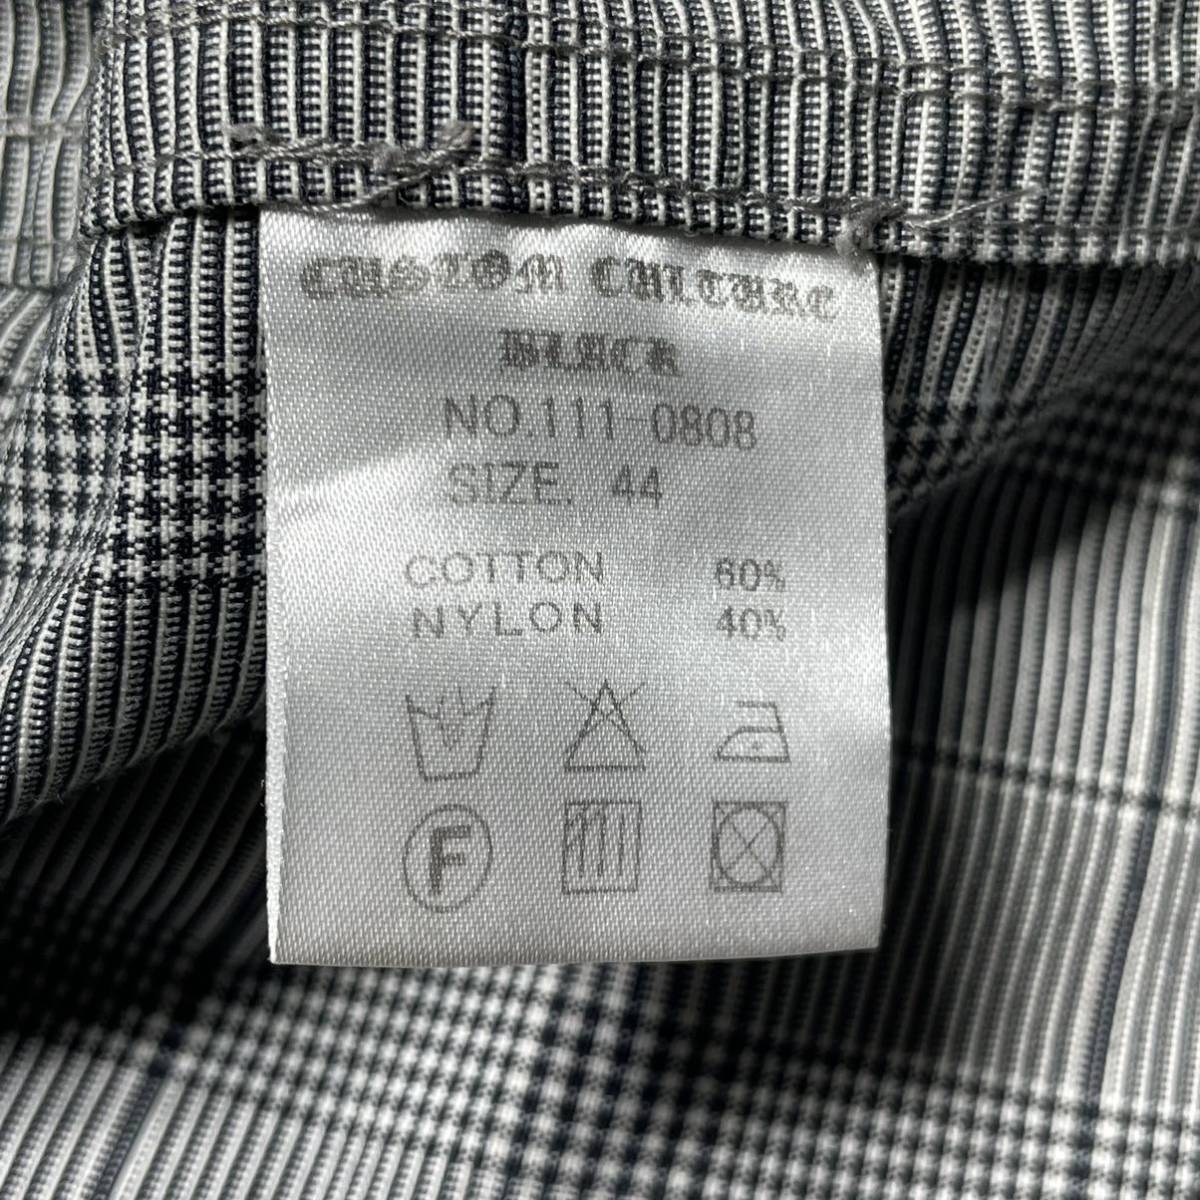 CUSTOM CULTURE
BLACK
NO.111-0808
SIZE. 44
COTTON 60%
NYLON 40%
F